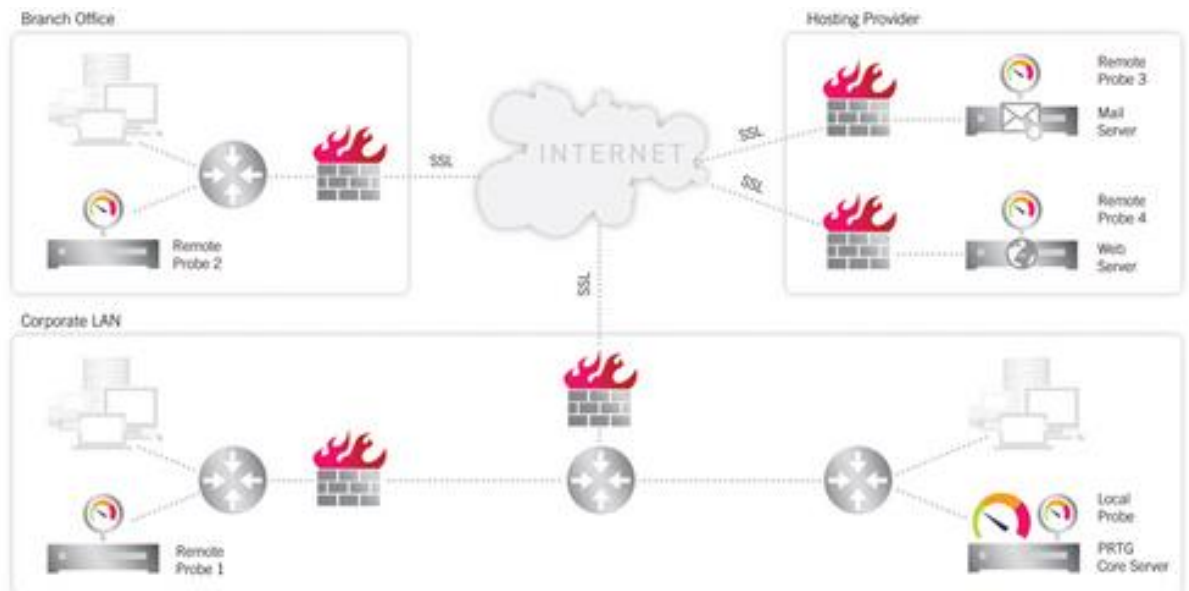 Branch Office
Hosting Provider
Remote
Probe 3
Mail
Server
SSL
INTERNET
SSL
SSL
Remote
Probe 4
Web
Server
Remote
Probe 2
SSL
Corporate LAN
Local
Probe
PRTG
Core Server
Remote
Probe 1